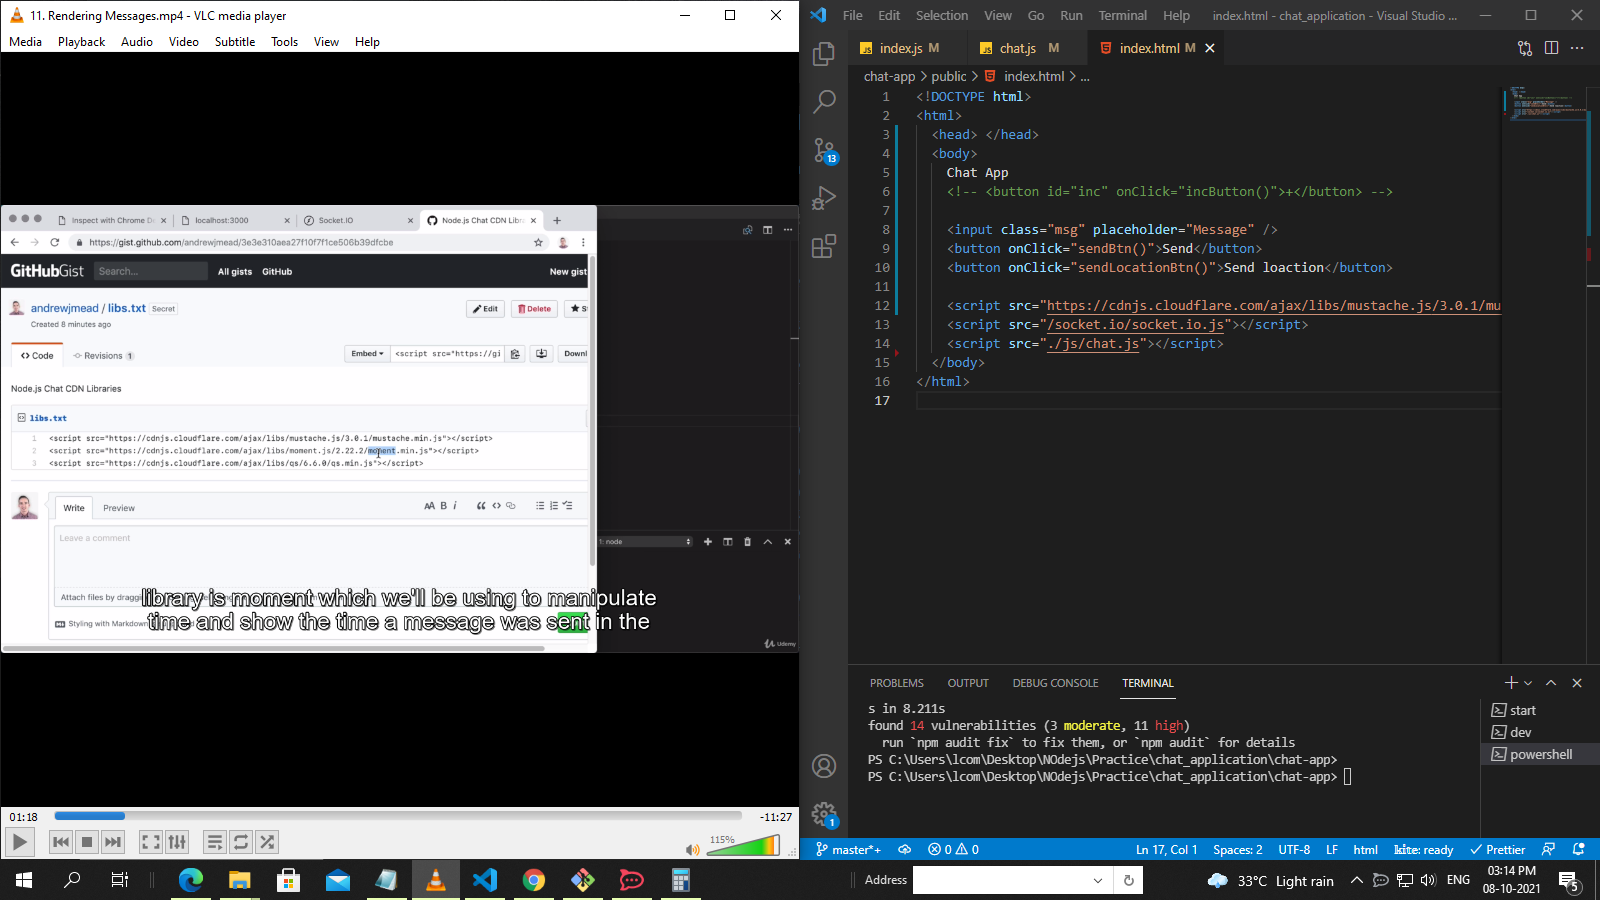 11. Rendering Messages.mp4 - VLC media player
Media Playback Audio Video Subtitle Tools View Help
Inspect with Chrome D
localhost:3000
Socket.IO
Node.js Chat CDN Libr
https://gist.github.com/andrewjmead/3e3e310aea27f10f7f1ce506b39dfcbe
GitHubGist Search... All gists GitHub New gist
andrewjmead / libs.txt Secret
Edit Delete
Created 8 minutes ago
Code Revisions 1 Embed <script src="https://gi Downl
Node.js Chat CDN Libraries
libs.txt
1 <script src="https://cdnjs.cloudflare.com/ajax/libs/mustache.js/3.0.1/mustache.min.js"></script>
2 <script src="https://cdnjs.cloudflare.com/ajax/libs/moment.js/2.22.2/moment.min.js"></script>
3 <script src="https://cdnjs.cloudflare.com/ajax/libs/qs/6.6.0/qs.min.js"></script>
Write Preview AA B i
Leave a comment
1: node
Attach files by
Styling with Markdown
library is moment which we'll be using to manipulate
time and show the time a message was sent in the
Udemy
01:18 -11:27
115%
File Edit Selection View Go Run Terminal Help index.html - chat_application - Visual Studio ...
index.js M chat.js M index.html M
chat-app > public > index.html > ...
13
1 <!DOCTYPE html>
2 <html>
3 <head> </head>
4 <body>
5 Chat App
6 <!-- <button id="inc" onClick="incButton()">+</button> -->
7
8 <input class="msg" placeholder="Message" />
9 <button onClick="sendBtn()">Send</button>
10 <button onClick="sendLocationBtn()">Send loaction</button>
11
12 <script src="https://cdnjs.cloudflare.com/ajax/libs/mustache.js/3.0.1/mu
13 <script src="/socket.io/socket.io.js"></script>
14 <script src="./js/chat.js"></script>
15 </body>
16 </html>
17
PROBLEMS OUTPUT DEBUG CONSOLE TERMINAL
s in 8.211s
found 14 vulnerabilities (3 moderate, 11 high)
run `npm audit fix` to fix them, or `npm audit` for details
PS C:\Users\lcom\Desktop\NOdejs\Practice\chat_application\chat-app>
PS C:\Users\lcom\Desktop\NOdejs\Practice\chat_application\chat-app>
start
dev
powershell
1
master*+ 0 0 Ln 17, Col 1 Spaces: 2 UTF-8 LF html kite: ready Prettier
Address
33°C Light rain ENG
03:14 PM
08-10-2021
5